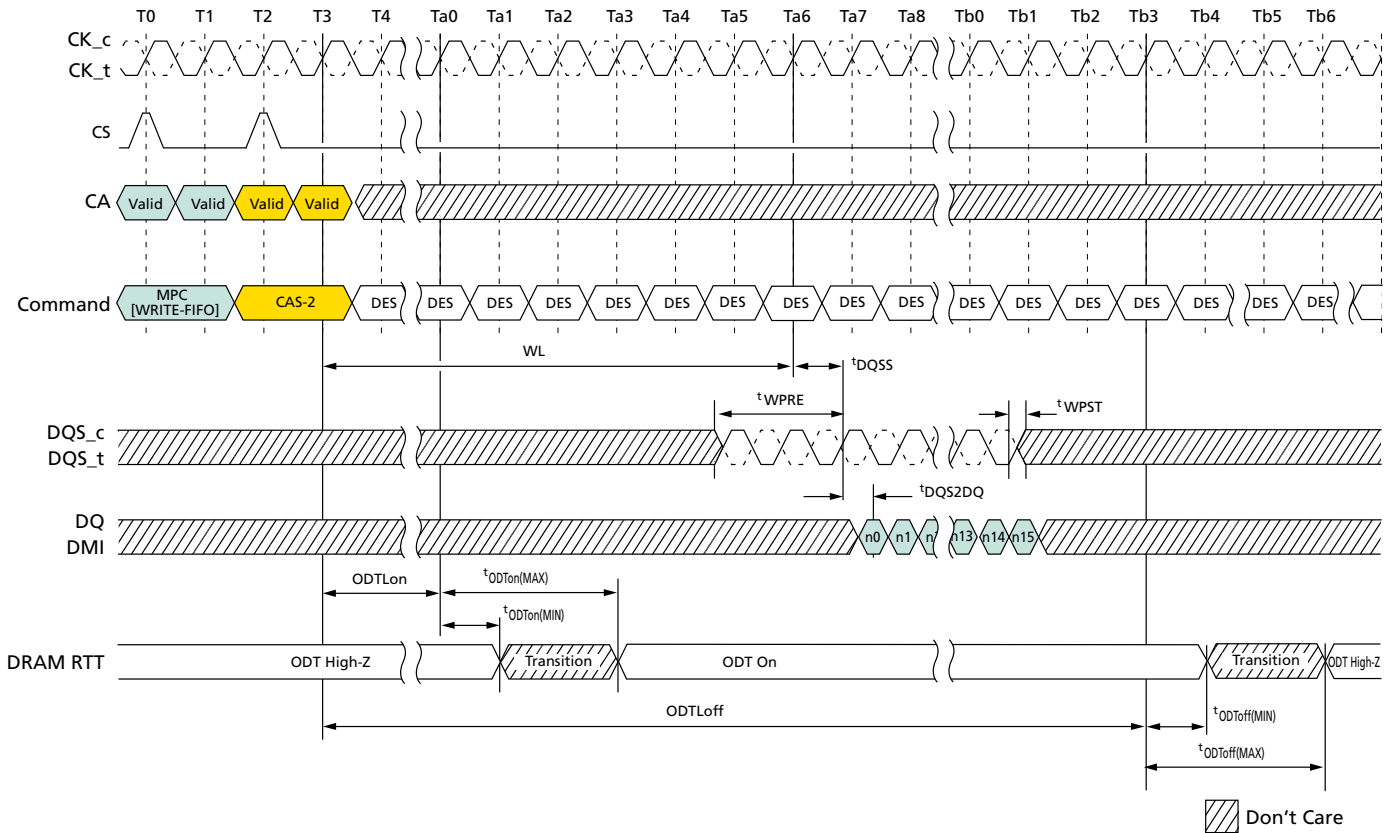 T0 T1 T2 T3 T4 Ta0 Ta1 Ta2 Ta3 Ta4 Ta5 Ta6 Ta7 Ta8 Tb0 Tb1 Tb2 Tb3 Tb4 Tb5 Tb6
CK_c
CK_t
CS
CA Valid Valid Valid Valid
Command MPC [WRITE-FIFO] CAS-2 DES DES DES DES DES DES DES DES DES DES DES DES DES DES DES DES DES
WL
tDQSS
tWPRE
tWPST
DQS_c
DQS_t
tDQS2DQ
DQ
DMI
n0 n1 n13 n14 n15
ODTLon
tODTon(MAX)
tODTon(MIN)
DRAM RTT ODT High-Z Transition ODT On Transition ODT High-Z
ODTLoff
tODToff(MIN)
tODToff(MAX)
Don't Care